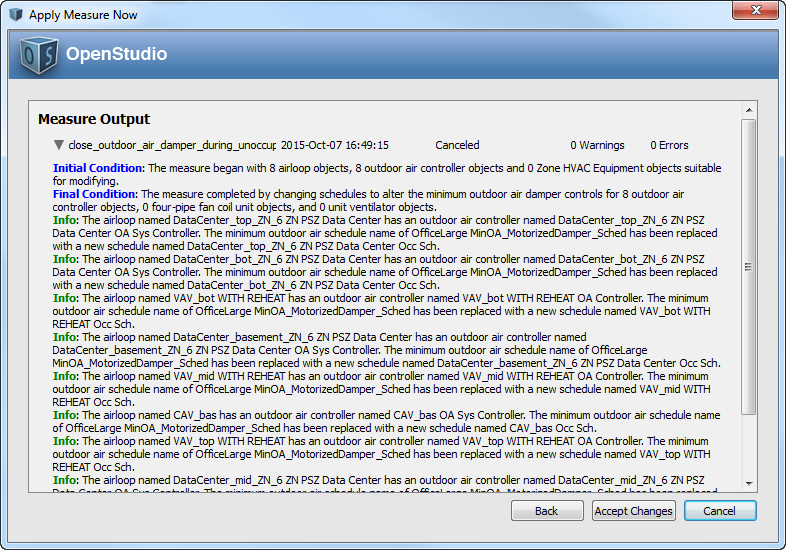 Apply Measure Now
OS OpenStudio
Measure Output
close_outdoor_air_damper_during_unoccup 2015-Oct-07 16:49:15 Canceled 0 Warnings 0 Errors
Initial Condition: The measure began with 8 airloop objects, 8 outdoor air controller objects and 0 Zone HVAC Equipment objects suitable
for modifying.
Final Condition: The measure completed by changing schedules to alter the minimum outdoor air damper controls for 8 outdoor air
controller objects, 0 four-pipe fan coil unit objects, and 0 unit ventilator objects.
Info: The airloop named DataCenter_top_ZN_6 ZN PSZ Data Center has an outdoor air controller named DataCenter_top_ZN_6 ZN PSZ
Data Center OA Sys Controller. The minimum outdoor air schedule name of OfficeLarge MinOA_MotorizedDamper_Sched has been replaced
with a new schedule named DataCenter_top_ZN_6 ZN PSZ Data Center Occ Sch.
Info: The airloop named DataCenter_bot_ZN_6 ZN PSZ Data Center has an outdoor air controller named DataCenter_bot_ZN_6 ZN PSZ
Data Center OA Sys Controller. The minimum outdoor air schedule name of OfficeLarge MinOA_MotorizedDamper_Sched has been replaced
with a new schedule named DataCenter_bot_ZN_6 ZN PSZ Data Center Occ Sch.
Info: The airloop named VAV_bot WITH REHEAT has an outdoor air controller named VAV_bot WITH REHEAT OA Controller. The minimum
outdoor air schedule name of OfficeLarge MinOA_MotorizedDamper_Sched has been replaced with a new schedule named VAV_bot WITH
REHEAT Occ Sch.
Info: The airloop named DataCenter_basement_ZN_6 ZN PSZ Data Center has an outdoor air controller named
DataCenter_basement_ZN_6 ZN PSZ Data Center OA Sys Controller. The minimum outdoor air schedule name of OfficeLarge
MinOA_MotorizedDamper_Sched has been replaced with a new schedule named DataCenter_basement_ZN_6 ZN PSZ Data Center Occ Sch.
Info: The airloop named VAV_mid WITH REHEAT has an outdoor air controller named VAV_mid WITH REHEAT OA Controller. The minimum
outdoor air schedule name of OfficeLarge MinOA_MotorizedDamper_Sched has been replaced with a new schedule named VAV_mid WITH
REHEAT Occ Sch.
Info: The airloop named CAV_bas has an outdoor air controller named CAV_bas OA Sys Controller. The minimum outdoor air schedule name
of OfficeLarge MinOA_MotorizedDamper_Sched has been replaced with a new schedule named CAV_bas Occ Sch.
Info: The airloop named VAV_top WITH REHEAT has an outdoor air controller named VAV_top WITH REHEAT OA Controller. The minimum
outdoor air schedule name of OfficeLarge MinOA_MotorizedDamper_Sched has been replaced with a new schedule named VAV_top WITH
REHEAT Occ Sch.
Info: The airloop named DataCenter_mid_ZN_6 ZN PSZ Data Center has an outdoor air controller named DataCenter_mid_ZN_6 ZN PSZ
Data Center OA Sys Controller. The minimum outdoor air schedule name of OfficeLarge MinOA_MotorizedDamper_Sched has been replaced
Back Accept Changes Cancel